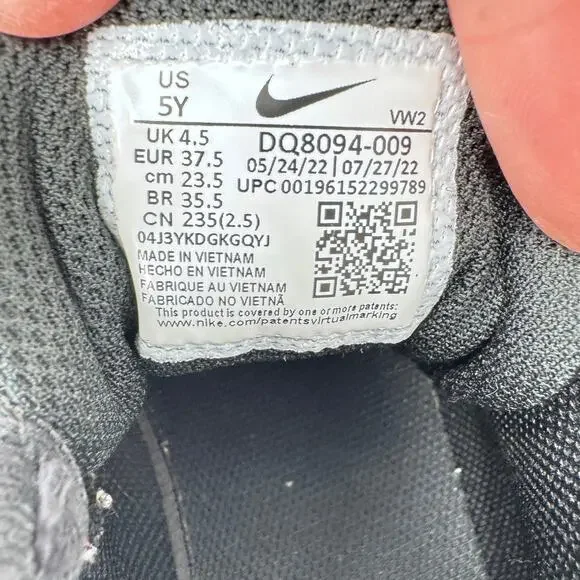 US
5Y
VW2
UK 4.5
DQ8094-009
EUR 37.5
05/24/22 | 07/27/22
cm 23.5
UPC 00196152299789
BR 35.5
CN 235(2.5)
04J3YKDGKGQYJ
MADE IN VIETNAM
HECHO EN VIETNAM
FABRIQUE AU VIETNAM
FABRICADO NO VIETNÃ
This product is covered by one or more patents:
www.nike.com/patentsvirtualmarking